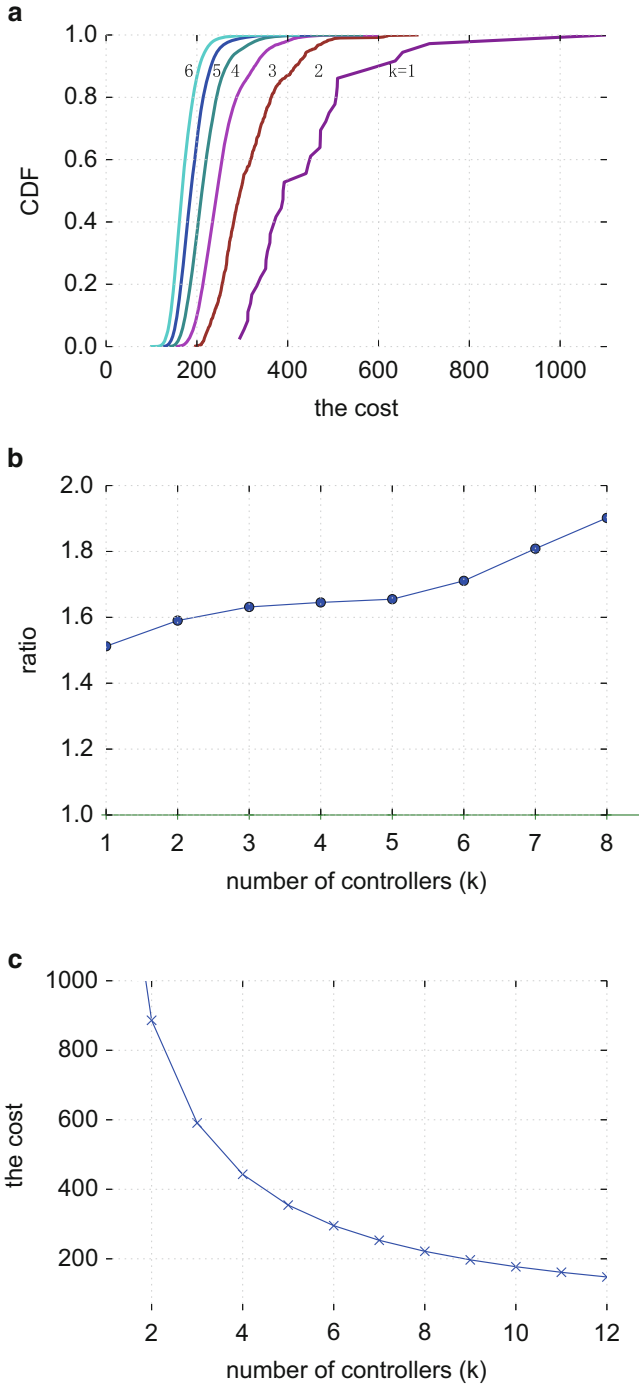 a
1.0
0.8
0.6
0.4
0.2
0.0
CDF
6 5 4 3 2 k=1
0 200 400 600 800 1000
the cost
b
2.0
1.8
1.6
1.4
1.2
1.0
ratio
1 2 3 4 5 6 7 8
number of controllers (k)
c
1000
800
600
400
200
the cost
2 4 6 8 10 12
number of controllers (k)